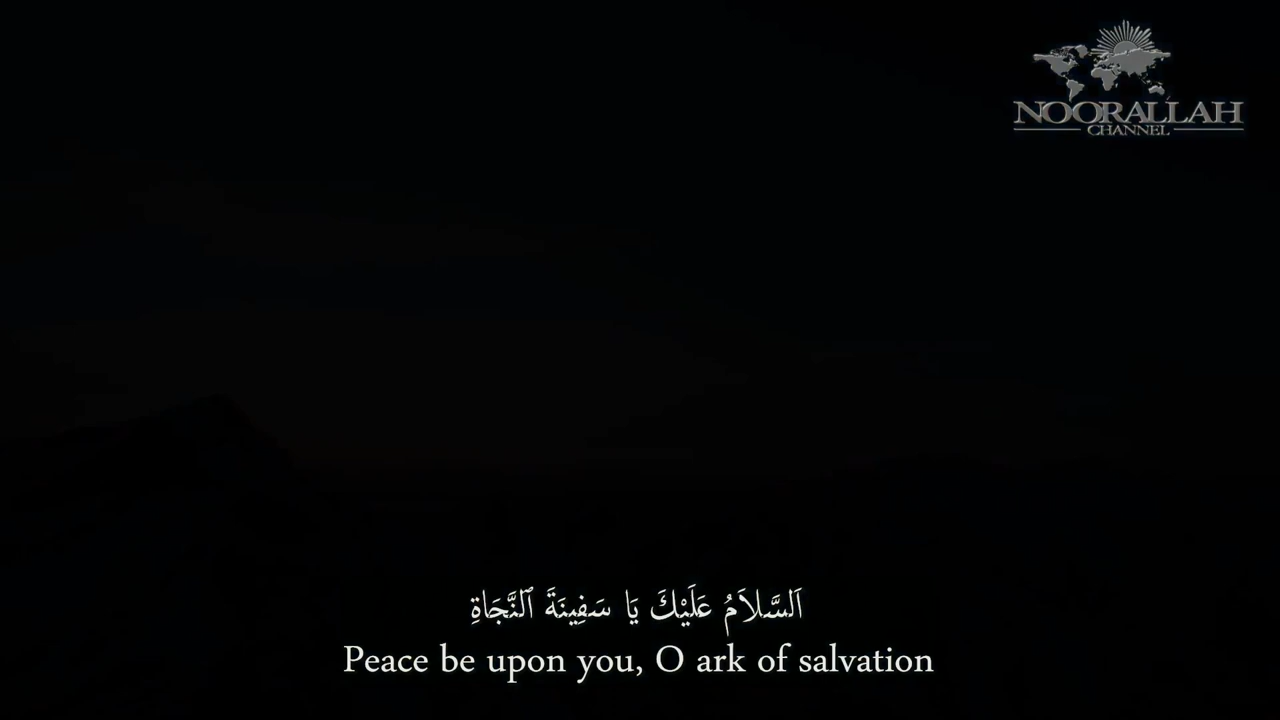 NOORALLAH
CHANNEL
اَلسَّلاَمُ عَلَيْكَ يَا سَفِينَةَ ٱلنَّجَاةِ
Peace be upon you, O ark of salvation